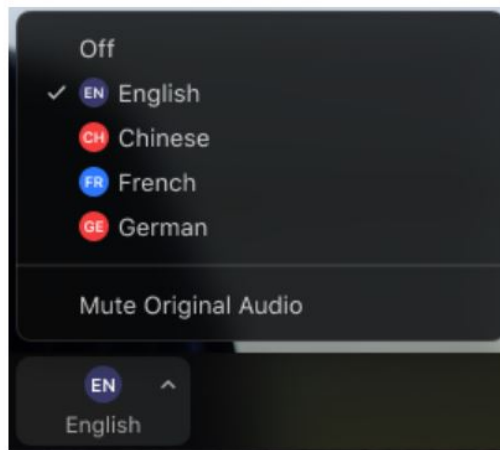 Off
EN English
CH Chinese
FR French
GE German
Mute Original Audio
EN
English